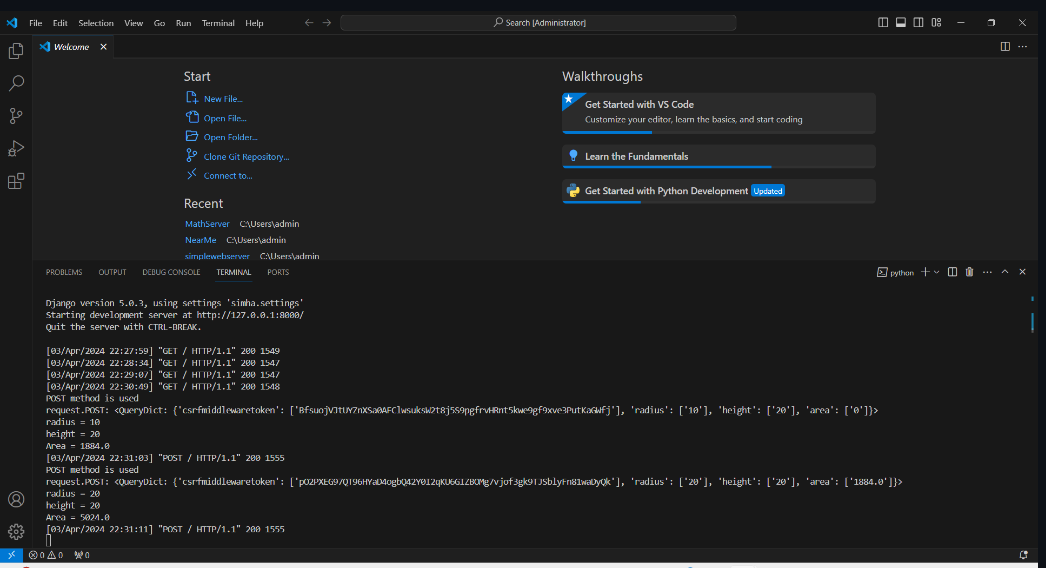 File Edit Selection View Go Run Terminal Help
Search [Administrator]
Welcome
Start
New File...
Open File...
Open Folder...
Clone Git Repository...
Connect to...
Recent
MathServer C:\Users\admin
NearMe C:\Users\admin
simplewebserver C:\Users\admin
Walkthroughs
Get Started with VS Code
Customize your editor, learn the basics, and start coding
Learn the Fundamentals
Get Started with Python Development Updated
PROBLEMS OUTPUT DEBUG CONSOLE TERMINAL PORTS
python
Django version 5.0.3, using settings 'simha.settings'
Starting development server at http://127.0.0.1:8000/
Quit the server with CTRL-BREAK.
[03/Apr/2024 22:27:59] "GET / HTTP/1.1" 200 1549
[03/Apr/2024 22:28:34] "GET / HTTP/1.1" 200 1547
[03/Apr/2024 22:29:07] "GET / HTTP/1.1" 200 1547
[03/Apr/2024 22:30:49] "GET / HTTP/1.1" 200 1548
POST method is used
request.POST: <QueryDict: {'csrfmiddlewaretoken': ['BfsuojVJtUYZnXSa0AFClwsuksW2t8j5S9pgfrvHRnt5kwe9gf9xve3PutKaGWfj'], 'radius': ['10'], 'height': ['20'], 'area': ['0']}>
radius = 10
height = 20
Area = 1884.0
[03/Apr/2024 22:31:03] "POST / HTTP/1.1" 200 1555
POST method is used
request.POST: <QueryDict: {'csrfmiddlewaretoken': ['pO2PXEG97QT96HYaD4ogbQ42Y0I2qKU6GIZBOMg7vjof3gk9TJSblyFn81waDyQk'], 'radius': ['20'], 'height': ['20'], 'area': ['1884.0']}>
radius = 20
height = 20
Area = 5024.0
[03/Apr/2024 22:31:11] "POST / HTTP/1.1" 200 1555
0 0 0